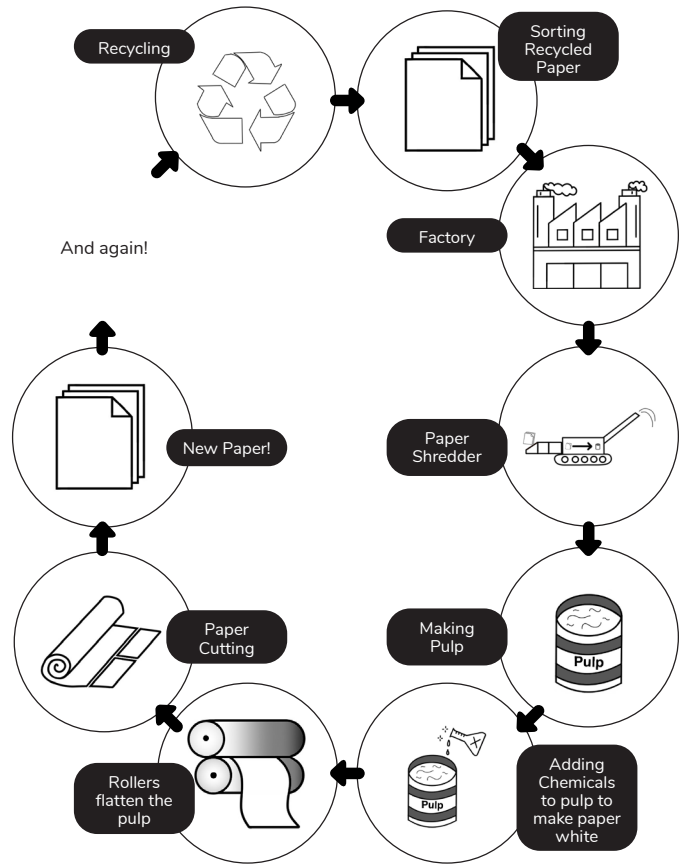 Recycling
Sorting
Recycled
Paper
Factory
Paper
Shredder
Making
Pulp
Pulp
Adding
Chemicals
to pulp to
make paper
white
Pulp
Rollers
flatten the
pulp
Paper
Cutting
New Paper!
And again!